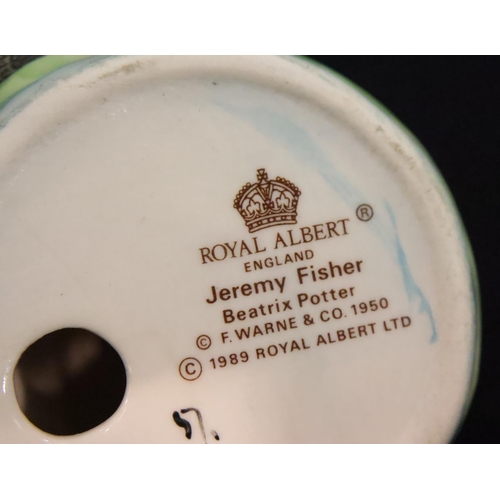 ROYAL ALBERT ®
ENGLAND
Jeremy Fisher
Beatrix Potter
© F. WARNE & CO. 1950
© 1989 ROYAL ALBERT LTD